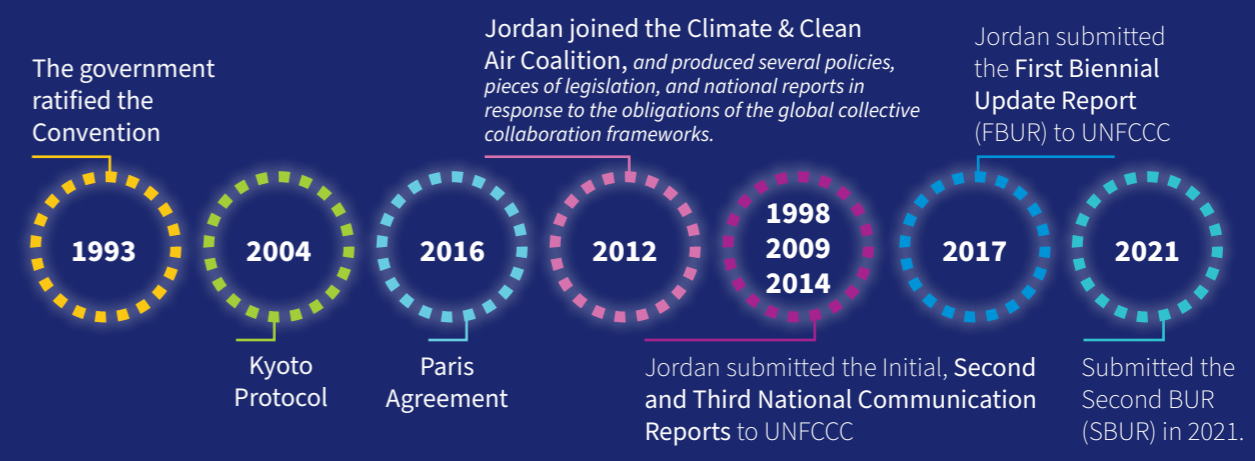 The government
ratified the
Convention
1993
2004
Kyoto
Protocol
2016
Paris
Agreement
Jordan joined the Climate & Clean
Air Coalition, and produced several policies,
pieces of legislation, and national reports in
response to the obligations of the global collective
collaboration frameworks.
2012
1998
2009
2014
Jordan submitted the Initial, Second
and Third National Communication
Reports to UNFCCC
Jordan submitted
the First Biennial
Update Report
(FBUR) to UNFCCC
2017
2021
Submitted the
Second BUR
(SBUR) in 2021.